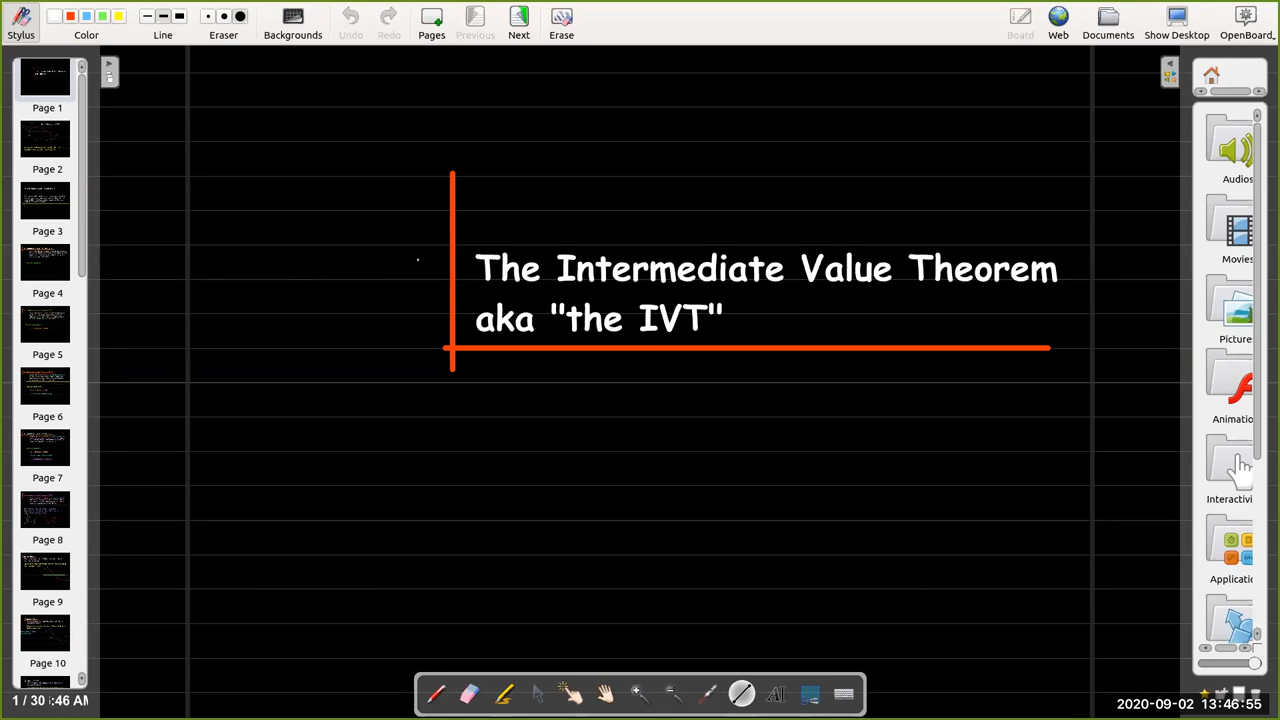 Stylus
Color
Line
Eraser
Backgrounds
Undo
Redo
Pages
Previous
Next
Erase
Board
Web
Documents
Show Desktop
OpenBoard
Page 1
Page 2
Page 3
Page 4
Page 5
Page 6
Page 7
Page 8
Page 9
Page 10
The Intermediate Value Theorem
aka "the IVT"
Audios
Movies
Pictures
Animatio
Interactivi
Applicatio
1 / 30 :46 AM
2020-09-02 13:46:55
AI